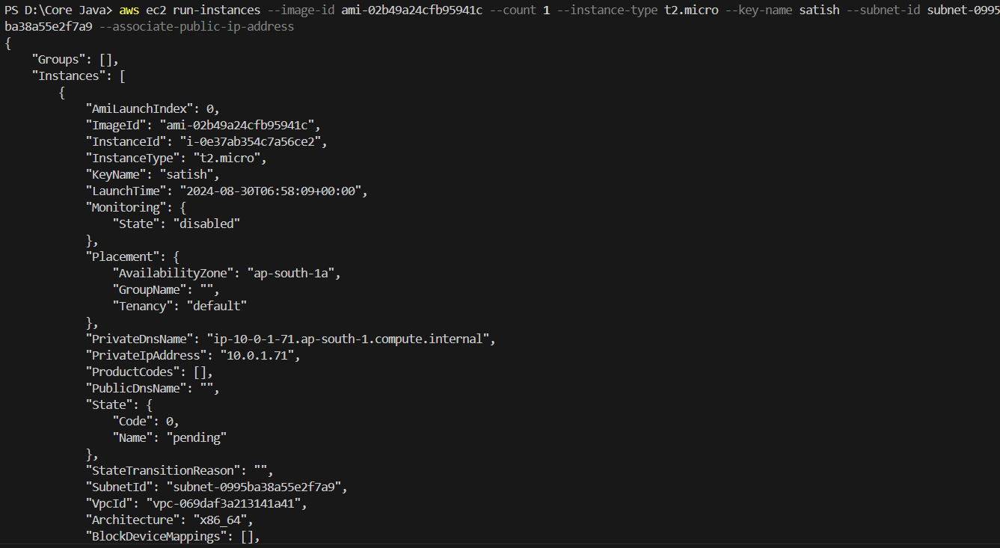 PS D:\Core Java> aws ec2 run-instances --image-id ami-02b49a24cfb95941c --count 1 --instance-type t2.micro --key-name satish --subnet-id subnet-0995
ba38a55e2f7a9 --associate-public-ip-address
{
    "Groups": [],
    "Instances": [
        {
            "AmiLaunchIndex": 0,
            "ImageId": "ami-02b49a24cfb95941c",
            "InstanceId": "i-0e37ab354c7a56ce2",
            "InstanceType": "t2.micro",
            "KeyName": "satish",
            "LaunchTime": "2024-08-30T06:58:09+00:00",
            "Monitoring": {
                "State": "disabled"
            },
            "Placement": {
                "AvailabilityZone": "ap-south-1a",
                "GroupName": "",
                "Tenancy": "default"
            },
            "PrivateDnsName": "ip-10-0-1-71.ap-south-1.compute.internal",
            "PrivateIpAddress": "10.0.1.71",
            "ProductCodes": [],
            "PublicDnsName": "",
            "State": {
                "Code": 0,
                "Name": "pending"
            },
            "StateTransitionReason": "",
            "SubnetId": "subnet-0995ba38a55e2f7a9",
            "VpcId": "vpc-069daf3a213141a41",
            "Architecture": "x86_64",
            "BlockDeviceMappings": [],